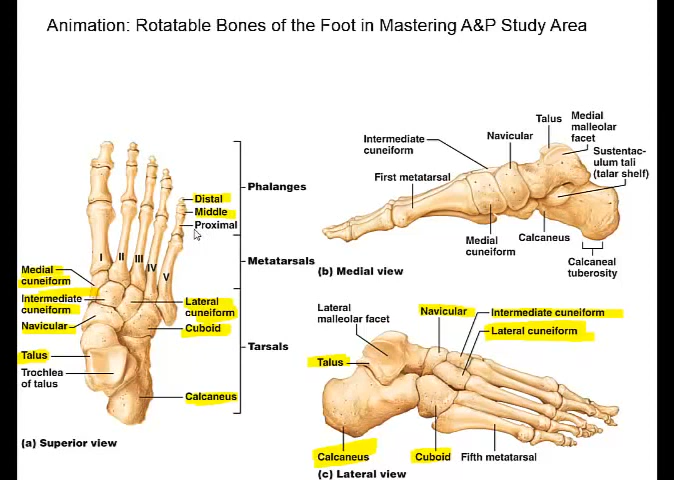 Animation: Rotatable Bones of the Foot in Mastering A&P Study Area
Phalanges
Distal
Middle
Proximal
I
II
III
IV
V
Metatarsals
Medial
cuneiform
Intermediate
cuneiform
Navicular
Lateral
cuneiform
Cuboid
Talus
Tarsals
Trochlea
of talus
Calcaneus
(a) Superior view
Intermediate
cuneiform
Navicular
Talus
Medial
malleolar
facet
Sustentac-
ulum tali
(talar shelf)
First metatarsal
Medial
cuneiform
Calcaneus
Calcaneal
tuberosity
(b) Medial view
Lateral
malleolar facet
Navicular
Intermediate cuneiform
Lateral cuneiform
Talus
Calcaneus
Cuboid
Fifth metatarsal
(c) Lateral view